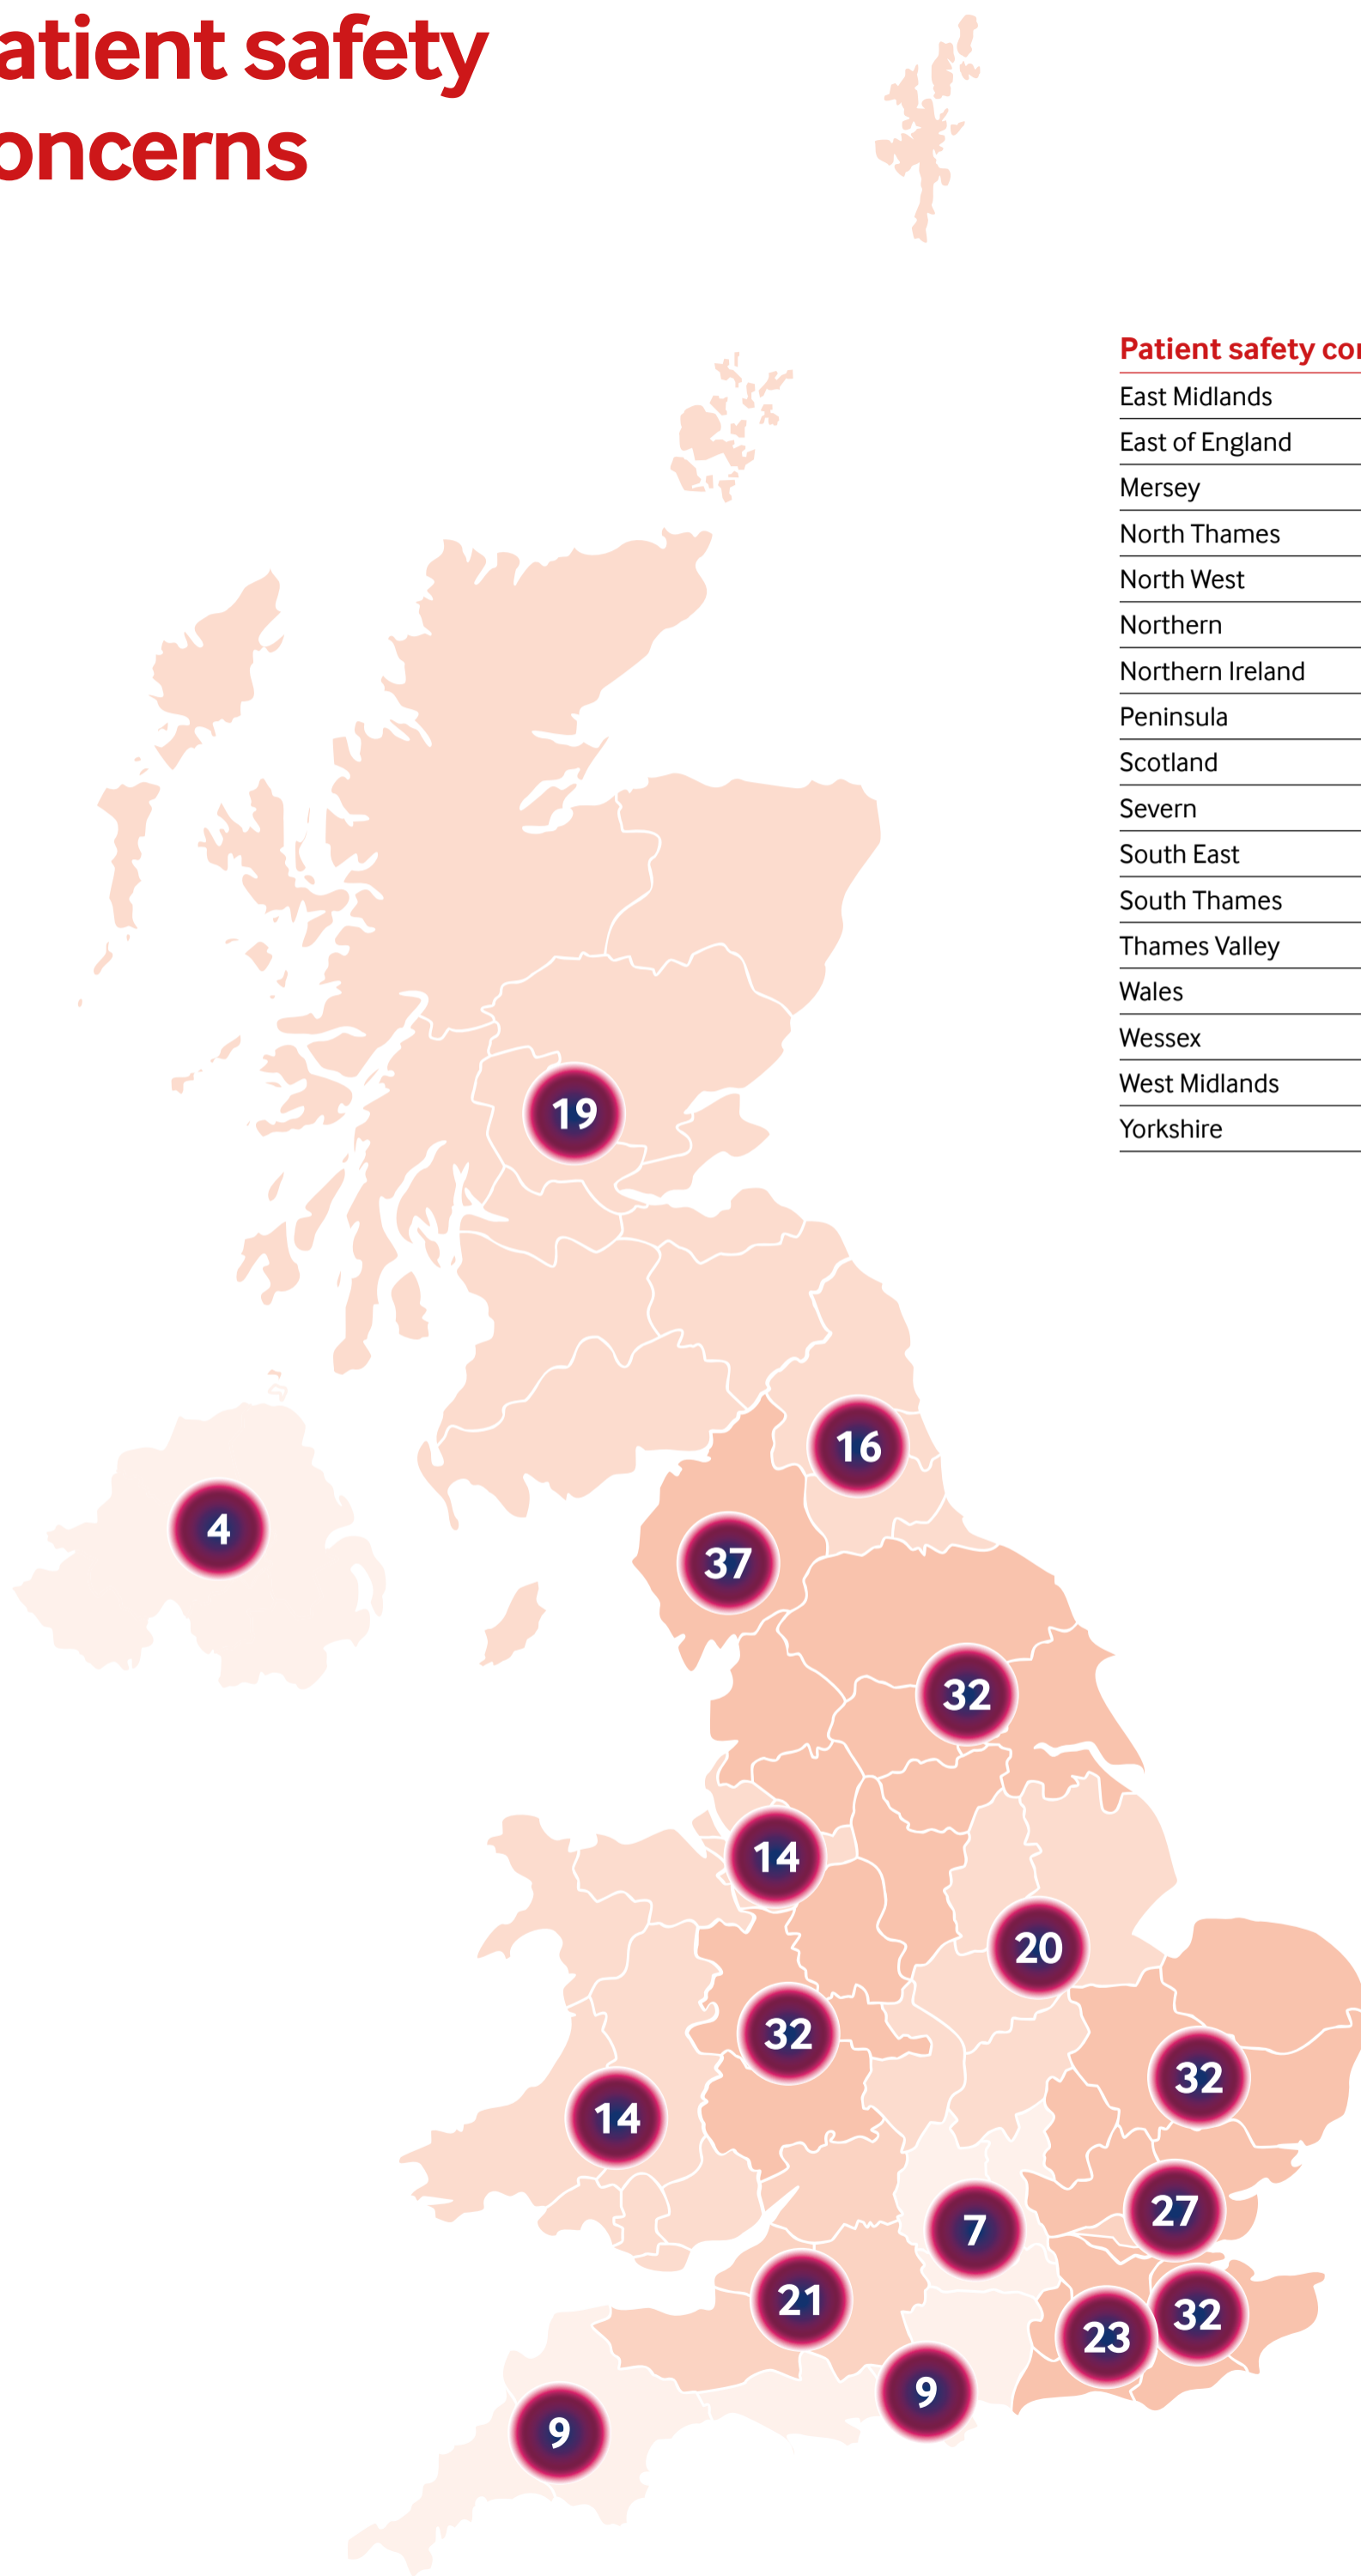 atient safety
oncerns
Patient safety co
East Midlands
East of England
Mersey
North Thames
North West
Northern
Northern Ireland
Peninsula
Scotland
Severn
South East
South Thames
Thames Valley
Wales
Wessex
West Midlands
Yorkshire
19
16
4
37
32
14
20
32
32
14
27
7
21
32
23
9
9